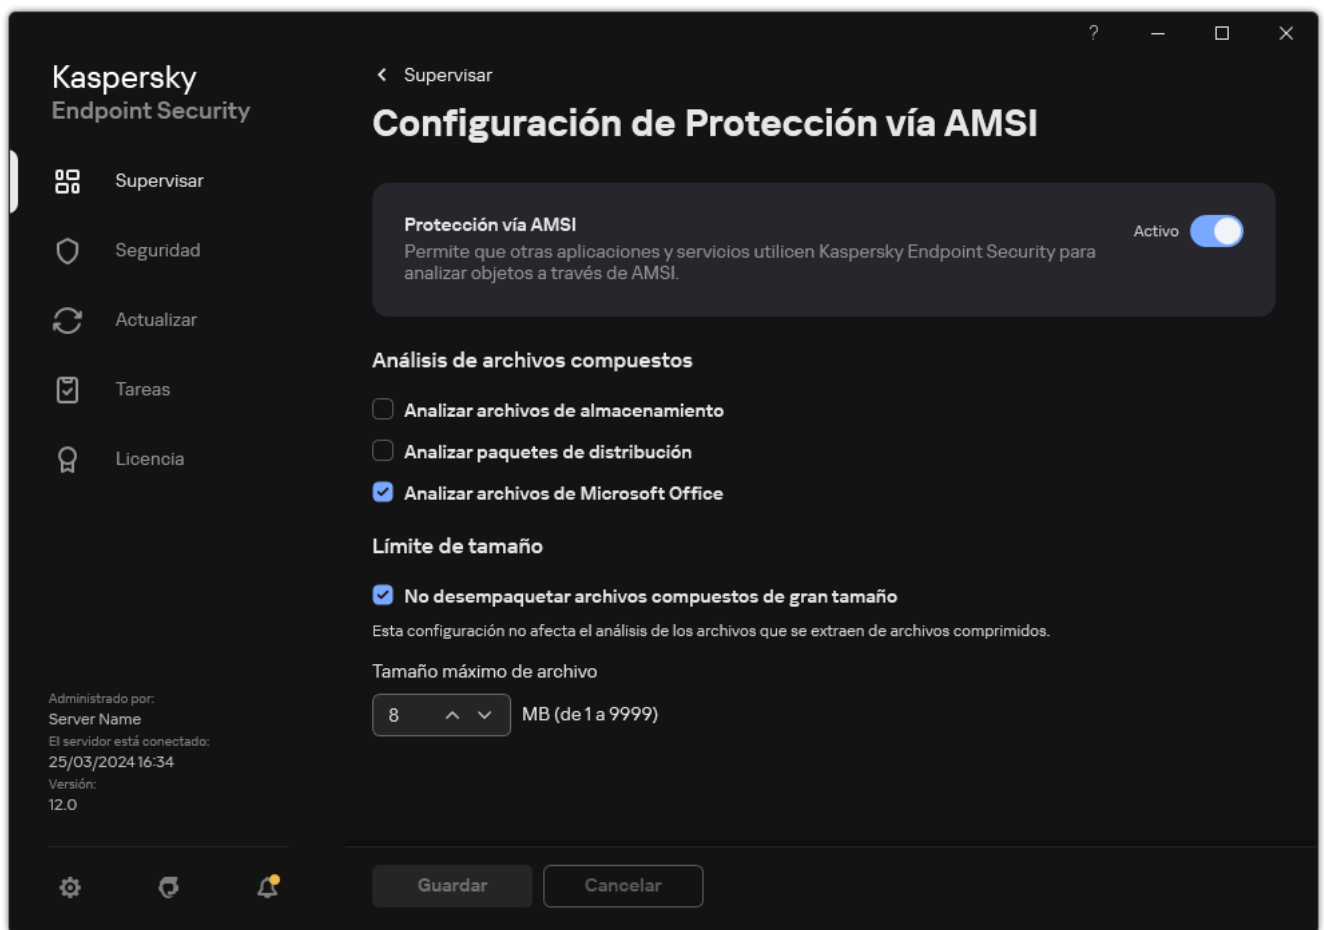 ?
Kaspersky
Endpoint Security
Supervisar
Seguridad
Actualizar
Tareas
Licencia
Administrado por:
Server Name
El servidor está conectado:
25/03/2024 16:34
Versión:
12.0
Supervisar
Configuración de Protección vía AMSI
Protección vía AMSI
Permite que otras aplicaciones y servicios utilicen Kaspersky Endpoint Security para
analizar objetos a través de AMSI.
Activo
Análisis de archivos compuestos
Analizar archivos de almacenamiento
Analizar paquetes de distribución
Analizar archivos de Microsoft Office
Límite de tamaño
No desempaquetar archivos compuestos de gran tamaño
Esta configuración no afecta el análisis de los archivos que se extraen de archivos comprimidos.
Tamaño máximo de archivo
8 MB (de 1 a 9999)
Guardar Cancelar